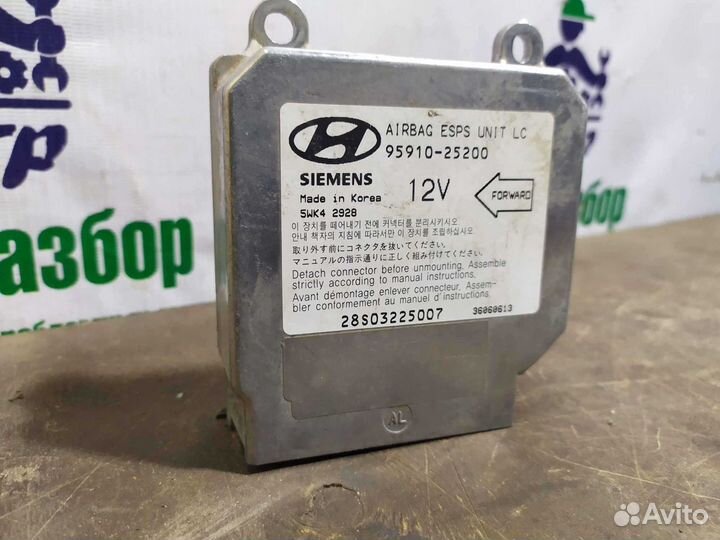 AIRBAG ESPS UNIT LC
95910-25200
SIEMENS
Made in Korea
5WK4 2928
12V
FORWARD
이 장치를 떼어내기 전에 커넥터를 분리시키시오.
안내 책자의 지침에 따라서만 이 장치를 조립하십시오.
取り外す前にコネクタを抜いてください。
マニュアルの指示通りに正しく組み付けてください。
Detach connector before unmounting. Assemble
strictly according to manual instructions.
Avant démontage enlever connecteur. Assem-
bler conformement au manuel d'instructions.
28S03225007
36060613
AL
азбор
Разбор
Avito